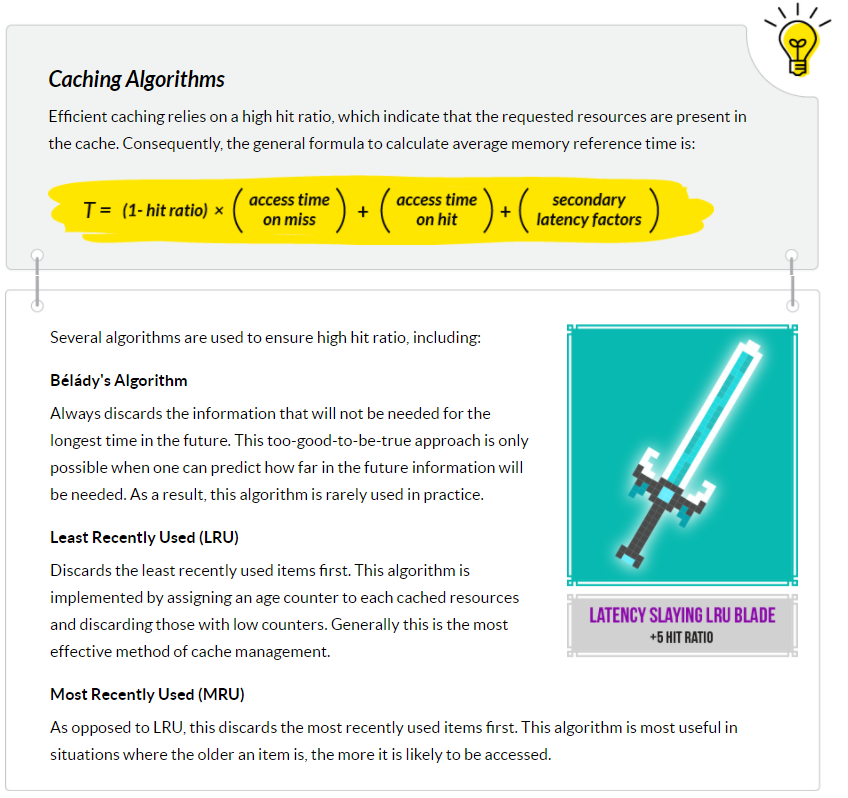 Caching Algorithms
Efficient caching relies on a high hit ratio, which indicate that the requested resources are present in
the cache. Consequently, the general formula to calculate average memory reference time is:
T = (1- hit ratio) × ( access time on miss ) + ( access time on hit ) + ( secondary latency factors )
Several algorithms are used to ensure high hit ratio, including:
Bélády's Algorithm
Always discards the information that will not be needed for the
longest time in the future. This too-good-to-be-true approach is only
possible when one can predict how far in the future information will
be needed. As a result, this algorithm is rarely used in practice.
Least Recently Used (LRU)
Discards the least recently used items first. This algorithm is
implemented by assigning an age counter to each cached resources
and discarding those with low counters. Generally this is the most
effective method of cache management.
LATENCY SLAYING LRU BLADE
+5 HIT RATIO
Most Recently Used (MRU)
As opposed to LRU, this discards the most recently used items first. This algorithm is most useful in
situations where the older an item is, the more it is likely to be accessed.